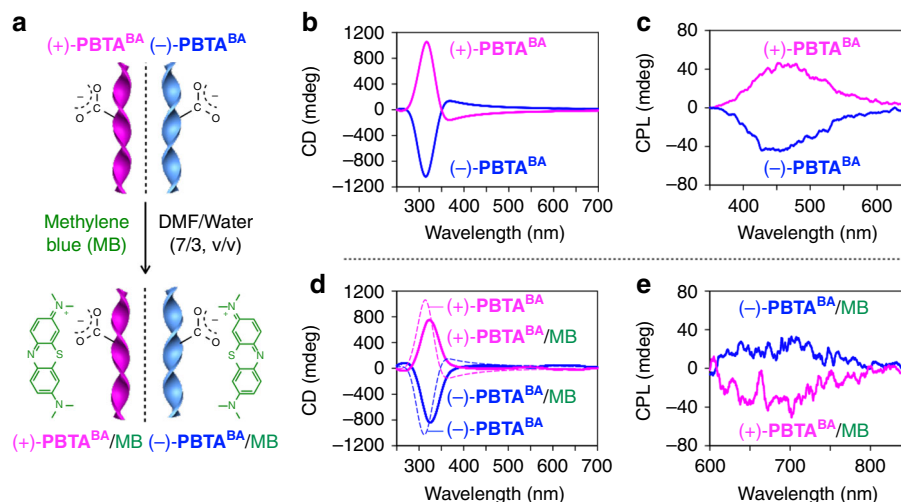 a
(+)-PBTA^BA (−)-PBTA^BA
O − C O
O C − O
Methylene
blue (MB)
DMF/Water
(7/3, v/v)
N + C O − O N S N
O C − O N + S N N
(+)-PBTA^BA/MB (−)-PBTA^BA/MB
b
CD (mdeg)
1200
800
400
0
−400
−800
−1200
(+)-PBTA^BA
(−)-PBTA^BA
300 400 500 600 700
Wavelength (nm)
c
CPL (mdeg)
80
40
0
−40
−80
(+)-PBTA^BA
(−)-PBTA^BA
350 450 550
Wavelength (nm)
d
CD (mdeg)
1200
800
400
0
400
800
1200
(+)-PBTA^BA
(+)-PBTA^BA/MB
(−)-PBTA^BA/MB
(−)-PBTA^BA
300 400 500 600 700
Wavelength (nm)
e
CPL (mdeg)
80
40
0
−40
−80
(−)-PBTA^BA/MB
(+)-PBTA^BA/MB
600 700 800
Wavelength (nm)